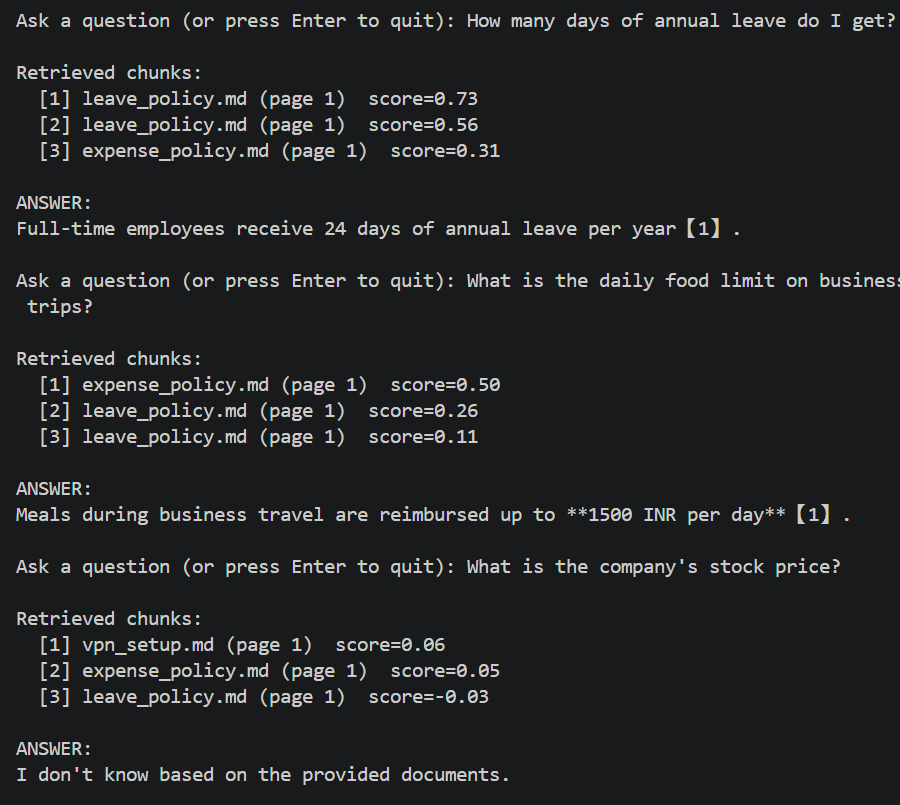 Ask a question (or press Enter to quit): How many days of annual leave do I get?
Retrieved chunks:
[1] leave_policy.md (page 1)  score=0.73
[2] leave_policy.md (page 1)  score=0.56
[3] expense_policy.md (page 1)  score=0.31
ANSWER:
Full-time employees receive 24 days of annual leave per year【1】.
Ask a question (or press Enter to quit): What is the daily food limit on business
trips?
Retrieved chunks:
[1] expense_policy.md (page 1)  score=0.50
[2] leave_policy.md (page 1)  score=0.26
[3] leave_policy.md (page 1)  score=0.11
ANSWER:
Meals during business travel are reimbursed up to **1500 INR per day**【1】.
Ask a question (or press Enter to quit): What is the company's stock price?
Retrieved chunks:
[1] vpn_setup.md (page 1)  score=0.06
[2] expense_policy.md (page 1)  score=0.05
[3] leave_policy.md (page 1)  score=-0.03
ANSWER:
I don't know based on the provided documents.